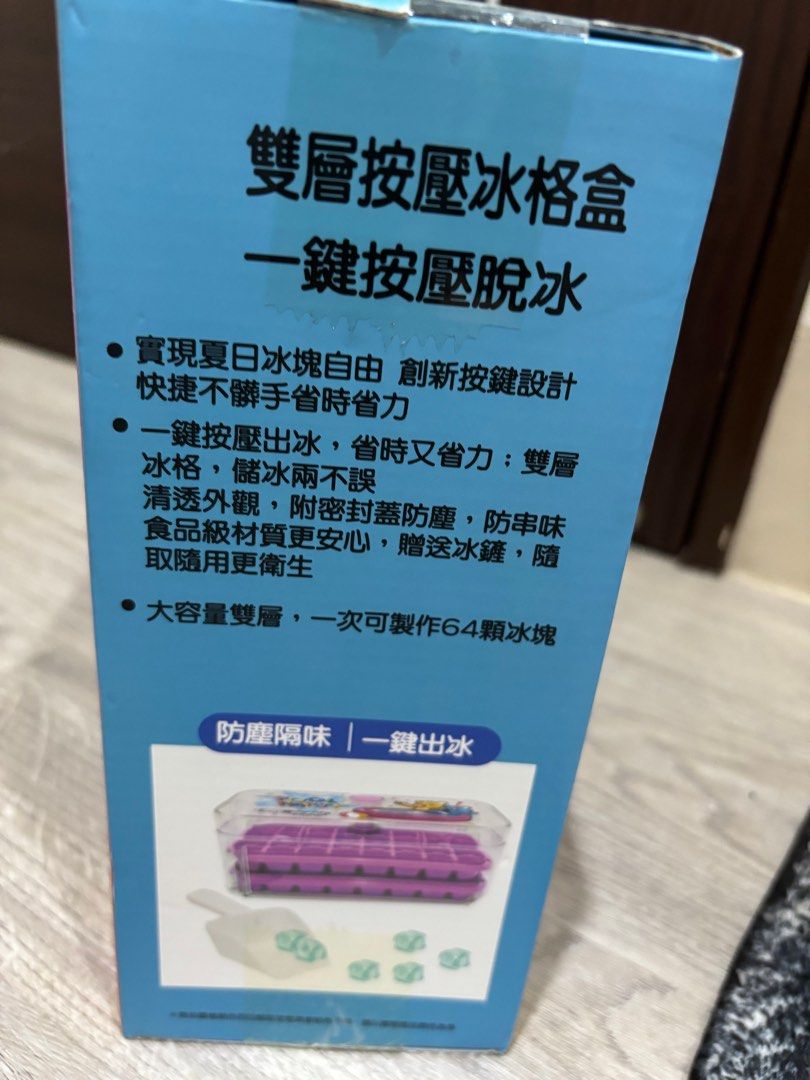 雙層按壓冰格盒
一鍵按壓脫冰
● 實現夏日冰塊自由 創新按鍵設計
快捷不髒手省時省力
● 一鍵按壓出冰，省時又省力；雙層
冰格，儲冰兩不誤
清透外觀，附密封蓋防塵，防串味
食品級材質更安心，贈送冰鏟，隨
取隨用更衛生
● 大容量雙層，一次可製作64顆冰塊
防塵隔味｜一鍵出冰